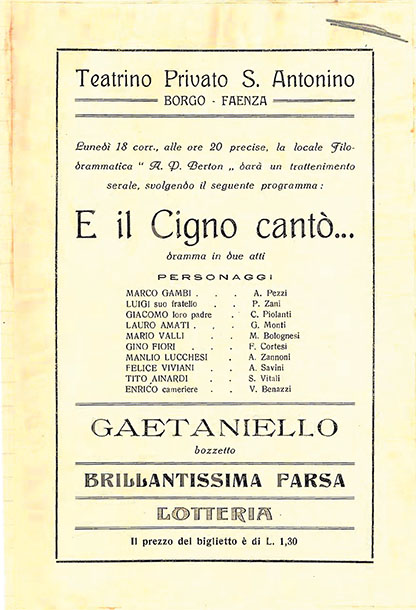 Teatrino Privato S. Antonino
BORGO - FAENZA
Lunedì 18 corr., alle ore 20 precise, la locale Filo-
drammatica “ A. P. Berton „ darà un trattenimento
serale, svolgendo il seguente programma :
E il Cigno cantò...
dramma in due atti
PERSONAGGI
MARCO GAMBI . . . A. Pezzi
LUIGI suo fratello . . . P. Zani
GIACOMO loro padre . C. Piolanti
LAURO AMATI . . . G. Monti
MARIO VALLI . . . M. Bolognesi
GINO FIORI . . . F. Cortesi
MANLIO LUCCHESI . A. Zannoni
FELICE VIVIANI . . A. Savini
TITO AINARDI . . S. Vitali
ENRICO cameriere . . V. Benazzi
GAETANIELLO
bozzetto
BRILLANTISSIMA FARSA
LOTTERIA
Il prezzo del biglietto è di L. 1,30